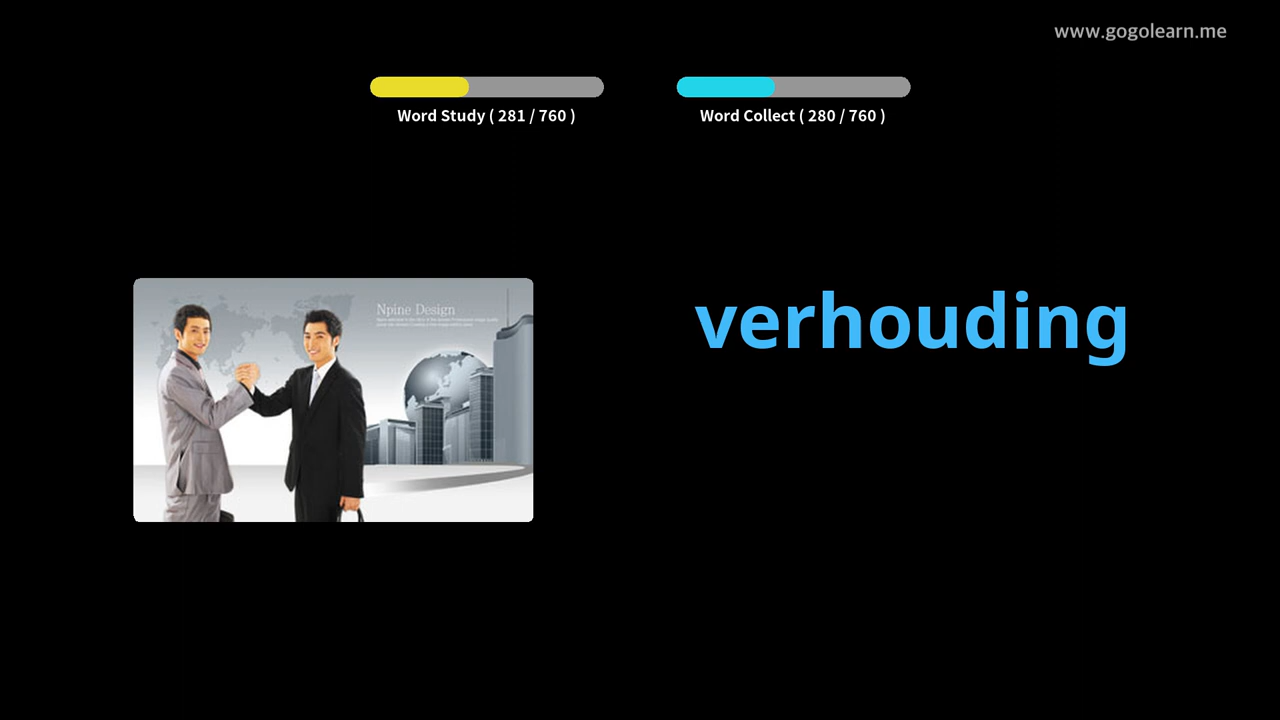 www.gogolearn.me
Word Study ( 281 / 760 )
Word Collect ( 280 / 760 )
Npine Design
verhouding